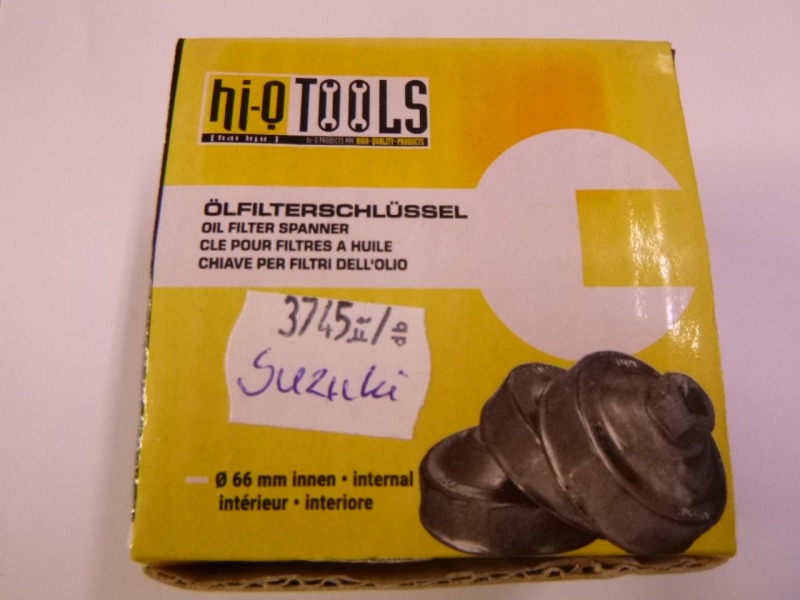 hi-Q TOOLS
[hai kju]
hi-Q PRODUCTS ARE HIGH-QUALITY-PRODUCTS
ÖLFILTERSCHLÜSSEL
OIL FILTER SPANNER
CLE POUR FILTRES A HUILE
CHIAVE PER FILTRI DELL'OLIO
3745 Ft/db
Suzuki
Ø 66 mm innen • internal
intérieur • interiore